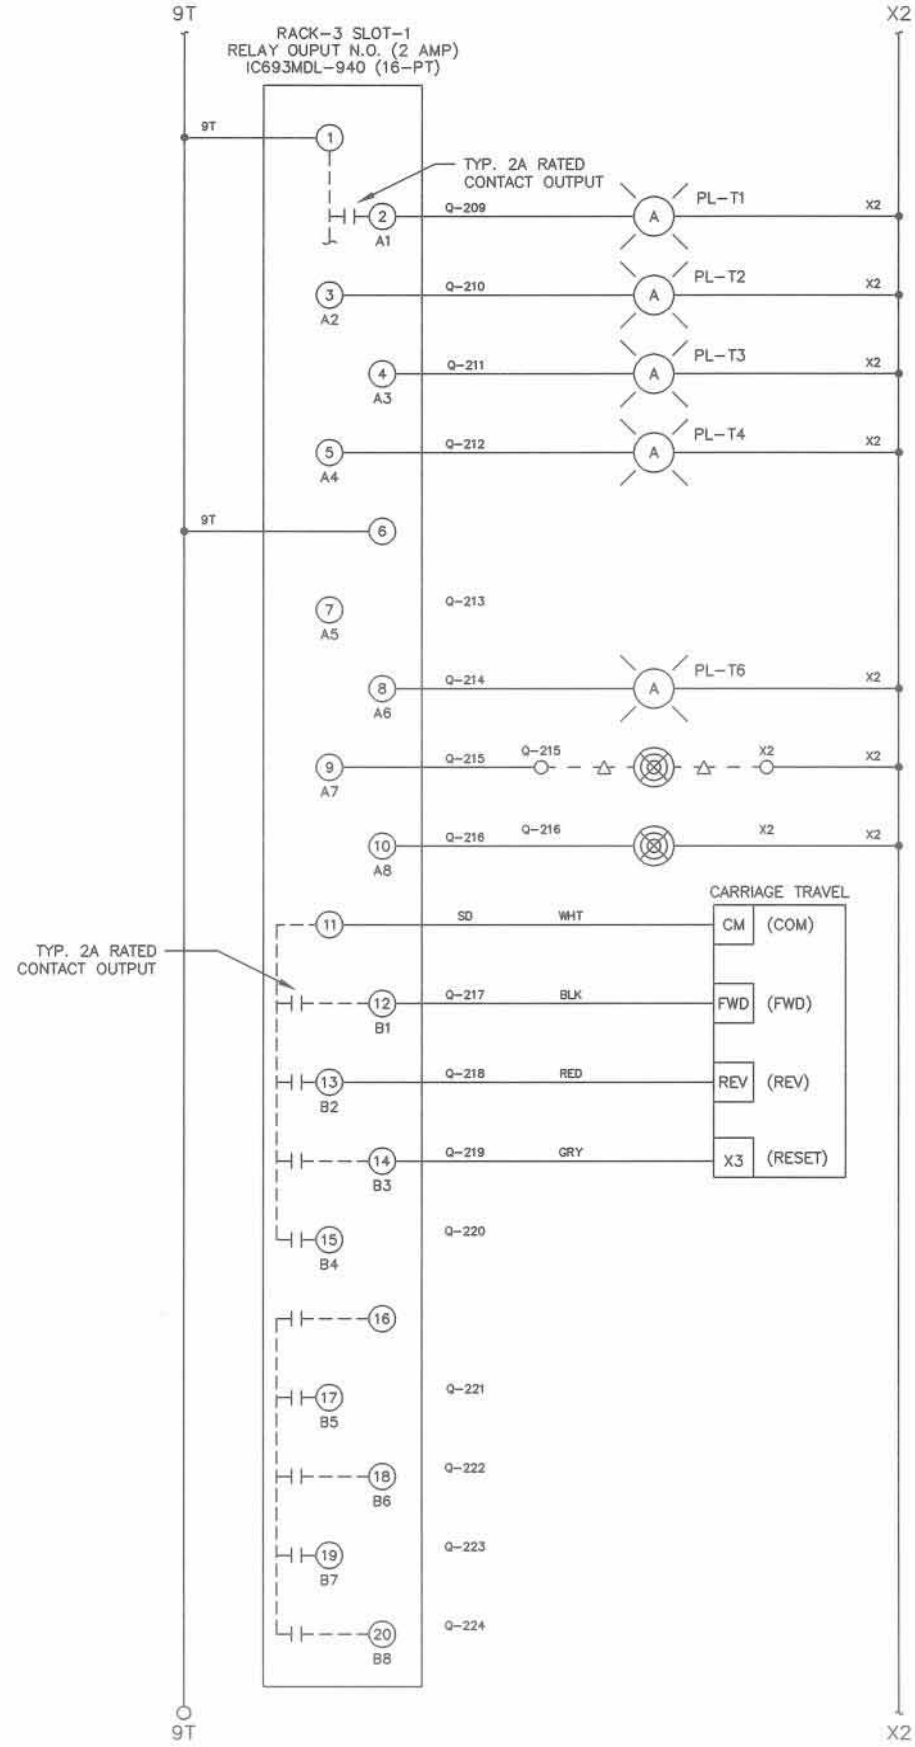 9T
X2
RACK-3 SLOT-1
RELAY OUPUT N.O. (2 AMP)
IC693MDL-940 (16-PT)
9T
1
TYP. 2A RATED
CONTACT OUTPUT
2
A1
Q-209
A
PL-T1
X2
3
A2
Q-210
A
PL-T2
X2
4
A3
Q-211
A
PL-T3
X2
5
A4
Q-212
A
PL-T4
X2
9T
6
7
A5
Q-213
8
A6
Q-214
A
PL-T6
X2
9
A7
Q-215
Q-215
X2
X2
10
A8
Q-216
Q-216
X2
X2
CARRIAGE TRAVEL
11
SD
WHT
CM
(COM)
TYP. 2A RATED
CONTACT OUTPUT
12
B1
Q-217
BLK
FWD
(FWD)
13
B2
Q-218
RED
REV
(REV)
14
B3
Q-219
GRY
X3
(RESET)
15
B4
Q-220
16
17
B5
Q-221
18
B6
Q-222
19
B7
Q-223
20
B8
Q-224
9T
X2